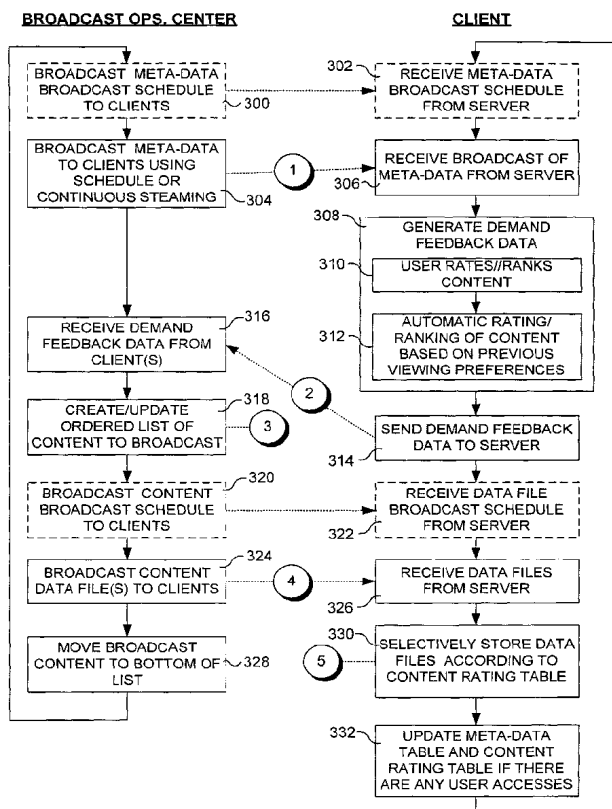 BROADCAST OPS. CENTER
CLIENT
BROADCAST META-DATA
BROADCAST SCHEDULE
TO CLIENTS
300
302
RECEIVE META-DATA
BROADCAST SCHEDULE
FROM SERVER
BROADCAST META-DATA
TO CLIENTS USING
SCHEDULE OR
CONTINUOUS STEAMING
304
1
RECEIVE BROADCAST OF
META-DATA FROM SERVER
306
308
GENERATE DEMAND
FEEDBACK DATA
310
USER RATES//RANKS
CONTENT
312
AUTOMATIC RATING/
RANKING OF CONTENT
BASED ON PREVIOUS
VIEWING PREFERENCES
316
RECEIVE DEMAND
FEEDBACK DATA FROM
CLIENT(S)
2
318
CREATE/UPDATE
ORDERED LIST OF
CONTENT TO BROADCAST
3
SEND DEMAND FEEDBACK
DATA TO SERVER
314
320
BROADCAST CONTENT
BROADCAST SCHEDULE
TO CLIENTS
RECEIVE DATA FILE
BROADCAST SCHEDULE
FROM SERVER
322
324
BROADCAST CONTENT
DATA FILE(S) TO CLIENTS
4
RECEIVE DATA FILES
FROM SERVER
326
MOVE BROADCAST
CONTENT TO BOTTOM OF
LIST
328
330
SELECTIVELY STORE DATA
FILES ACCORDING TO
CONTENT RATING TABLE
5
332
UPDATE META-DATA
TABLE AND CONTENT
RATING TABLE IF THERE
ARE ANY USER ACCESSES